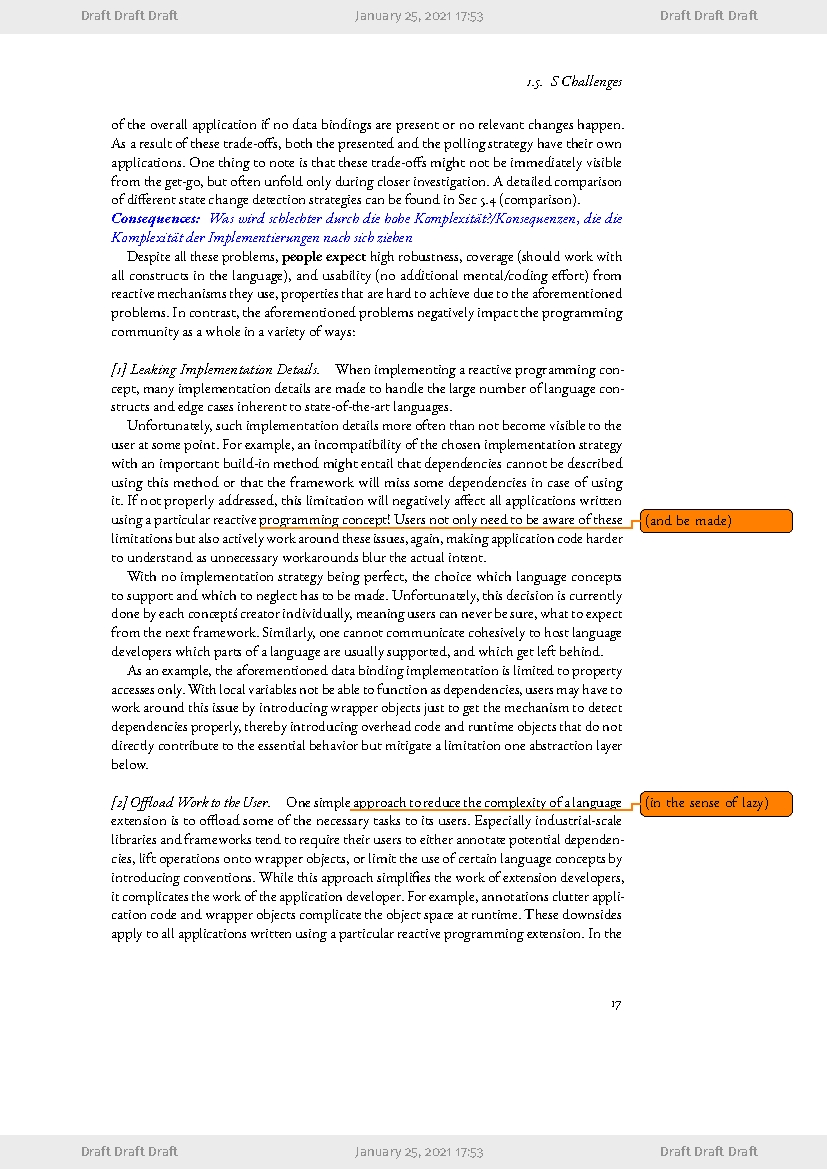 Draft Draft Draft January 25, 2021 17:53 Draft Draft Draft
1.5. S Challenges
of the overall application if no data bindings are present or no relevant changes happen.
As a result of these trade-offs, both the presented and the polling strategy have their own
applications. One thing to note is that these trade-offs might not be immediately visible
from the get-go, but often unfold only during closer investigation. A detailed comparison
of different state change detection strategies can be found in Sec 5.4 (comparison).
Consequences: Was wird schlechter durch die hohe Komplexität?/Konsequenzen, die die
Komplexität der Implementierungen nach sich ziehen
Despite all these problems, people expect high robustness, coverage (should work with
all constructs in the language), and usability (no additional mental/coding effort) from
reactive mechanisms they use, properties that are hard to achieve due to the aforementioned
problems. In contrast, the aforementioned problems negatively impact the programming
community as a whole in a variety of ways:
[1] Leaking Implementation Details. When implementing a reactive programming con-
cept, many implementation details are made to handle the large number of language con-
structs and edge cases inherent to state-of-the-art languages.
Unfortunately, such implementation details more often than not become visible to the
user at some point. For example, an incompatibility of the chosen implementation strategy
with an important build-in method might entail that dependencies cannot be described
using this method or that the framework will miss some dependencies in case of using
it. If not properly addressed, this limitation will negatively affect all applications written
using a particular reactive programming concept! Users not only need to be aware of these
(and be made)
limitations but also actively work around these issues, again, making application code harder
to understand as unnecessary workarounds blur the actual intent.
With no implementation strategy being perfect, the choice which language concepts
to support and which to neglect has to be made. Unfortunately, this decision is currently
done by each concept´s creator individually, meaning users can never be sure, what to expect
from the next framework. Similarly, one cannot communicate cohesively to host language
developers which parts of a language are usually supported, and which get left behind.
As an example, the aforementioned data binding implementation is limited to property
accesses only. With local variables not be able to function as dependencies, users may have to
work around this issue by introducing wrapper objects just to get the mechanism to detect
dependencies properly, thereby introducing overhead code and runtime objects that do not
directly contribute to the essential behavior but mitigate a limitation one abstraction layer
below.
[2] Offload Work to the User. One simple approach to reduce the complexity of a language
(in the sense of lazy)
extension is to offload some of the necessary tasks to its users. Especially industrial-scale
libraries and frameworks tend to require their users to either annotate potential dependen-
cies, lift operations onto wrapper objects, or limit the use of certain language concepts by
introducing conventions. While this approach simplifies the work of extension developers,
it complicates the work of the application developer. For example, annotations clutter appli-
cation code and wrapper objects complicate the object space at runtime. These downsides
apply to all applications written using a particular reactive programming extension. In the
17
Draft Draft Draft January 25, 2021 17:53 Draft Draft Draft